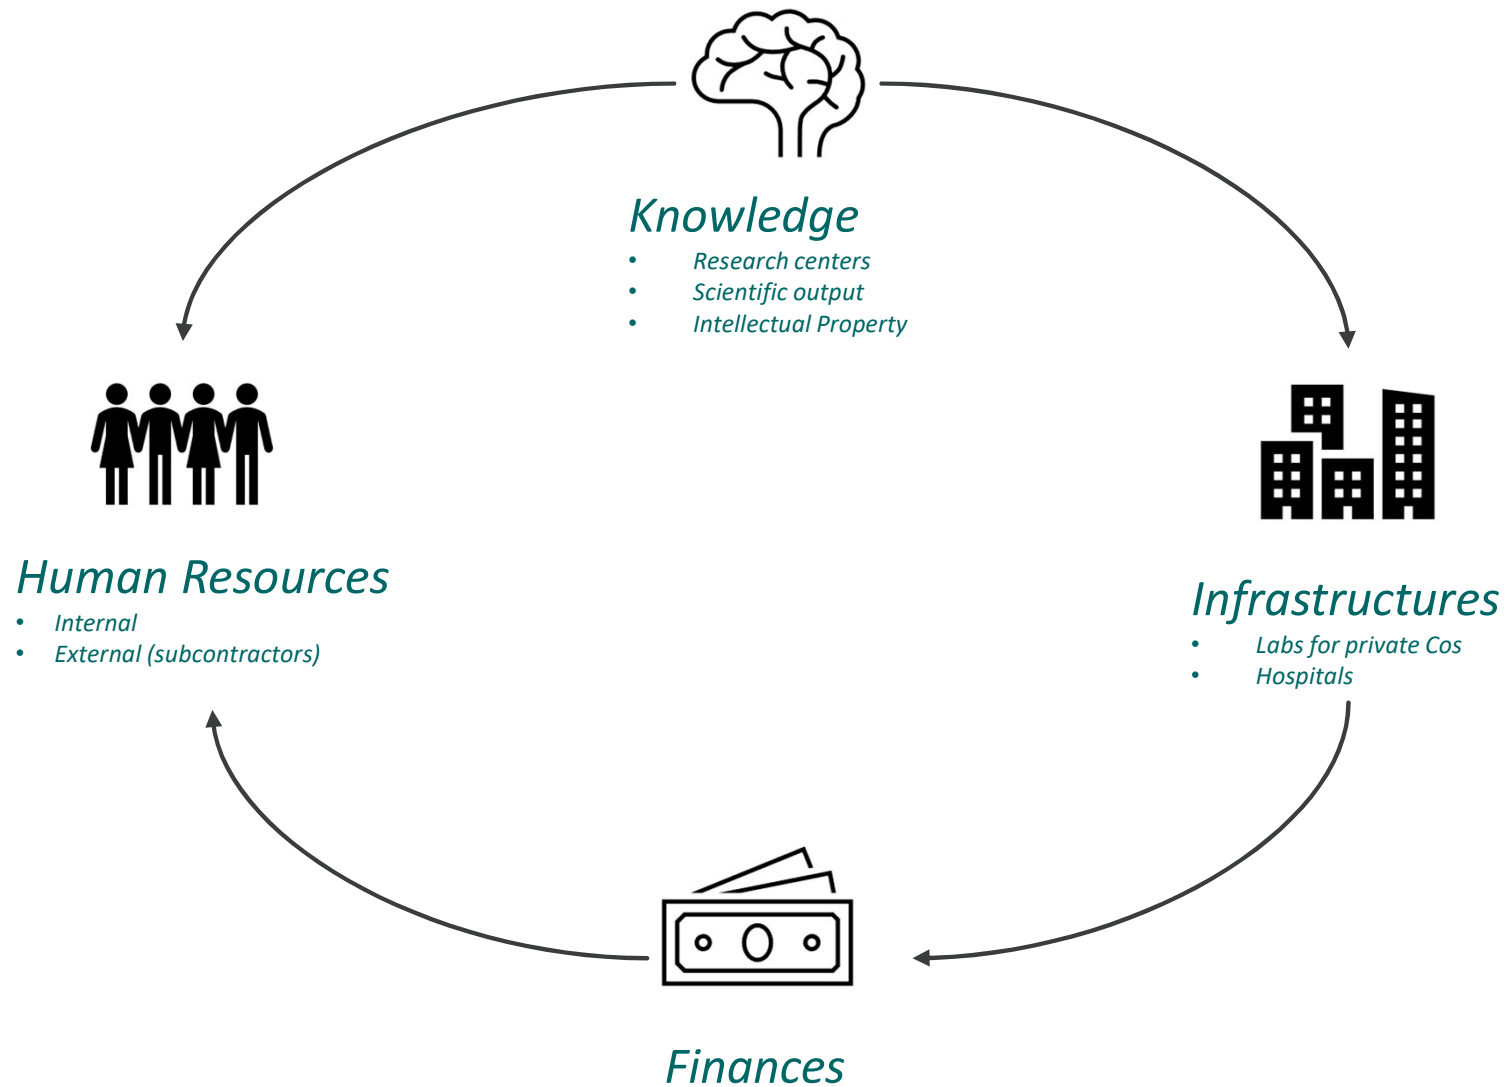 Knowledge
• Research centers
• Scientific output
• Intellectual Property
Human Resources
• Internal
• External (subcontractors)
Infrastructures
• Labs for private Cos
• Hospitals
Finances